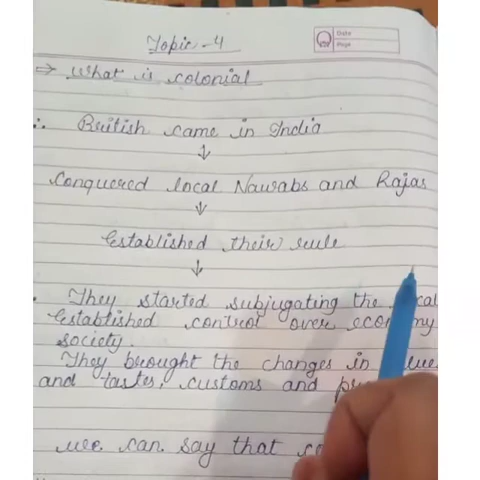 Topic-4
Date
Page
→ What is colonial
∴ British came in India
↓
Conquered local Nawabs and Rajas
↓
Established their rule
↓
They started subjugating the
Established control over
society.
They brought the changes in
and tastes, customs and
we can say that